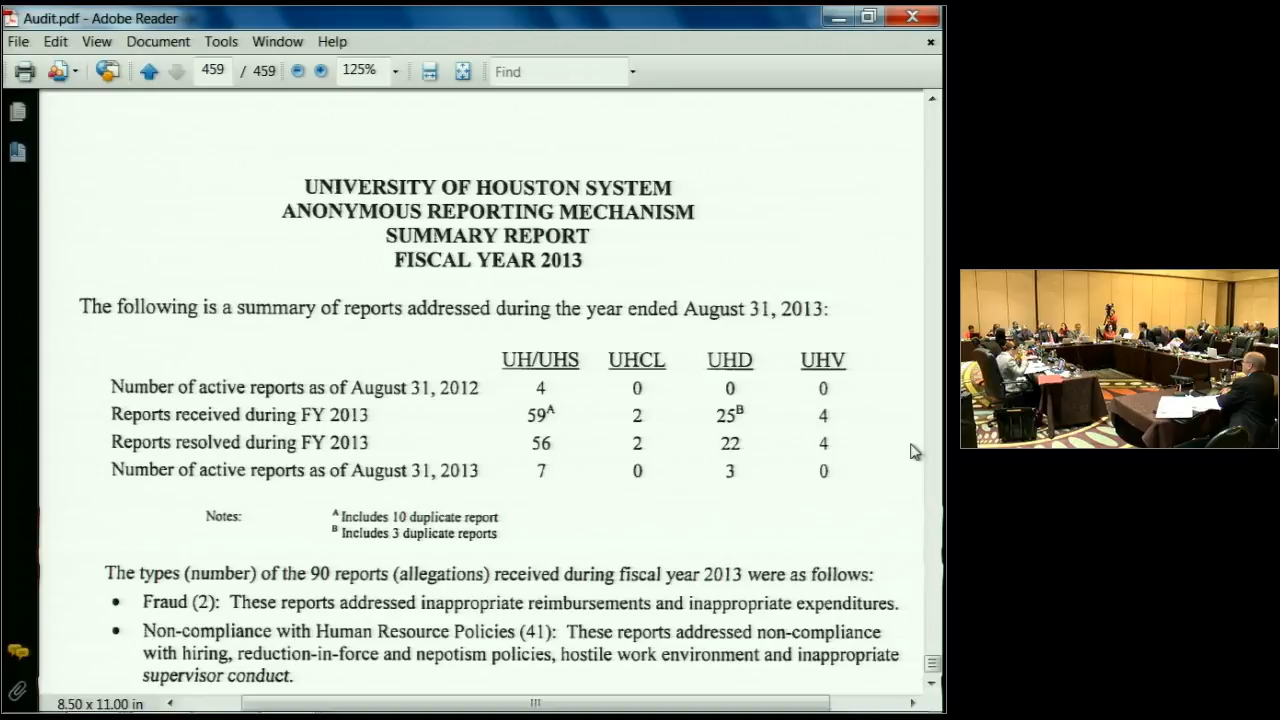 Audit.pdf - Adobe Reader
File Edit View Document Tools Window Help
459 / 459 125% Find
UNIVERSITY OF HOUSTON SYSTEM
ANONYMOUS REPORTING MECHANISM
SUMMARY REPORT
FISCAL YEAR 2013
The following is a summary of reports addressed during the year ended August 31, 2013:
UH/UHS UHCL UHD UHV
Number of active reports as of August 31, 2012 4 0 0 0
Reports received during FY 2013 59A 2 25B 4
Reports resolved during FY 2013 56 2 22 4
Number of active reports as of August 31, 2013 7 0 3 0
Notes: A Includes 10 duplicate report
B Includes 3 duplicate reports
The types (number) of the 90 reports (allegations) received during fiscal year 2013 were as follows:
• Fraud (2): These reports addressed inappropriate reimbursements and inappropriate expenditures.
• Non-compliance with Human Resource Policies (41): These reports addressed non-compliance
with hiring, reduction-in-force and nepotism policies, hostile work environment and inappropriate
supervisor conduct.
8.50 x 11.00 in